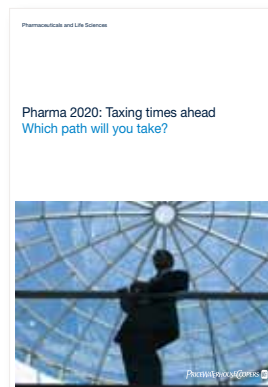 Pharmaceuticals and Life Sciences
Pharma 2020: Taxing times ahead
Which path will you take?
PRICEWATERHOUSECOOPERS